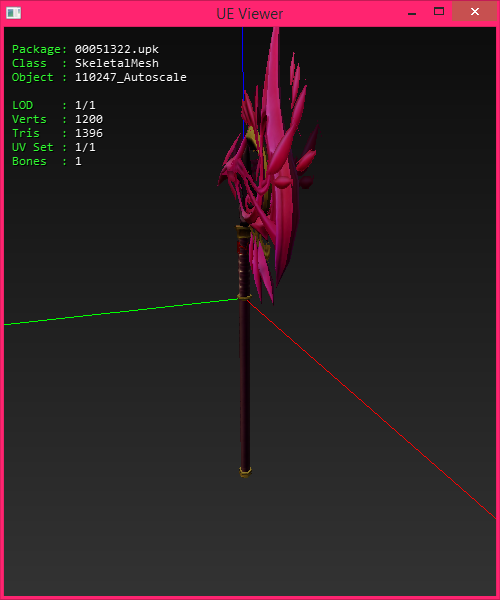 UE Viewer
Package: 00051322.upk
Class  : SkeletalMesh
Object : 110247_Autoscale
LOD    : 1/1
Verts  : 1200
Tris   : 1396
UV Set : 1/1
Bones  : 1